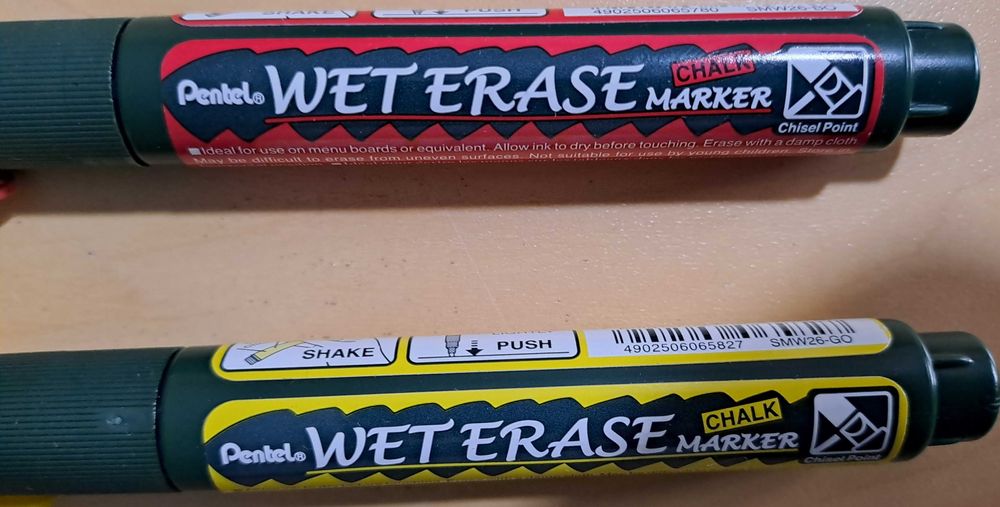 SHAKE
PUSH
4902506065780 SMW26-BO
Pentel® WET ERASE CHALK MARKER
Chisel Point
■Ideal for use on menu boards or equivalent. Allow ink to dry before touching. Erase with a damp cloth
May be difficult to erase from uneven surfaces. Not suitable for use by young children.
SHAKE
PUSH
4902506065827 SMW26-GO
Pentel® WET ERASE CHALK MARKER
Chisel Point